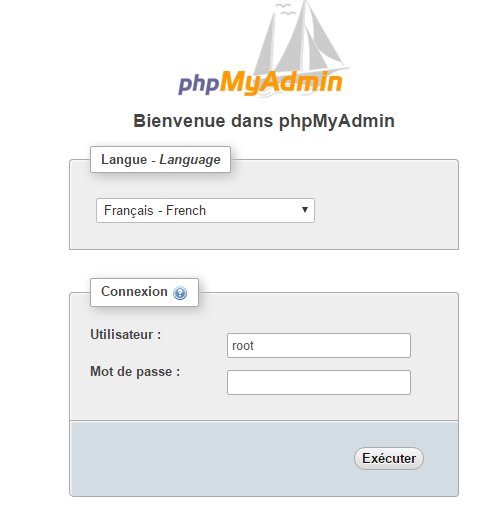 phpMyAdmin
Bienvenue dans phpMyAdmin
Langue - Language
Français - French
Connexion
Utilisateur :
root
Mot de passe :
Exécuter